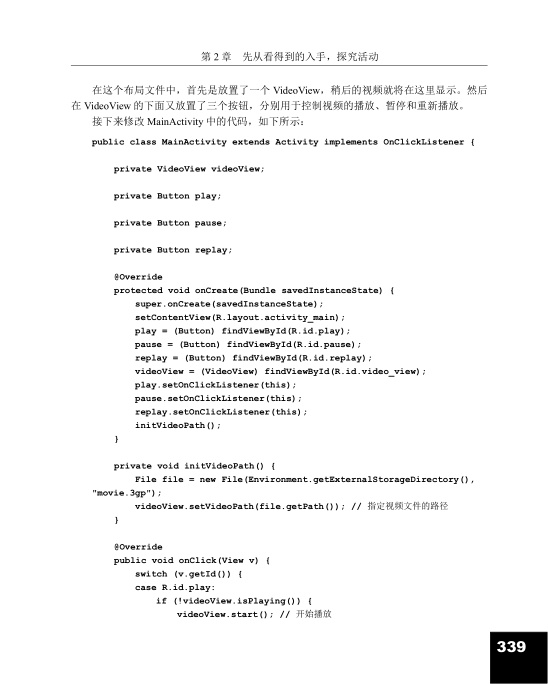 第 2 章　先从看得到的入手，探究活动
在这个布局文件中，首先是放置了一个 VideoView，稍后的视频就将在这里显示。然后
在 VideoView 的下面又放置了三个按钮，分别用于控制视频的播放、暂停和重新播放。
接下来修改 MainActivity 中的代码，如下所示：
public class MainActivity extends Activity implements OnClickListener {
private VideoView videoView;
private Button play;
private Button pause;
private Button replay;
@Override
protected void onCreate(Bundle savedInstanceState) {
super.onCreate(savedInstanceState);
setContentView(R.layout.activity_main);
play = (Button) findViewById(R.id.play);
pause = (Button) findViewById(R.id.pause);
replay = (Button) findViewById(R.id.replay);
videoView = (VideoView) findViewById(R.id.video_view);
play.setOnClickListener(this);
pause.setOnClickListener(this);
replay.setOnClickListener(this);
initVideoPath();
}
private void initVideoPath() {
File file = new File(Environment.getExternalStorageDirectory(),
"movie.3gp");
videoView.setVideoPath(file.getPath()); // 指定视频文件的路径
}
@Override
public void onClick(View v) {
switch (v.getId()) {
case R.id.play:
if (!videoView.isPlaying()) {
videoView.start(); // 开始播放
339